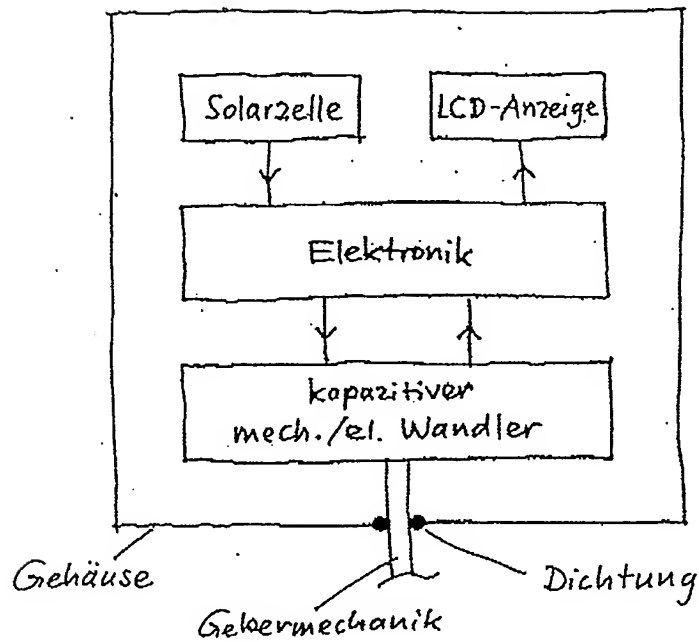 Solarzelle
LCD-Anzeige
Elektronik
kapazitiver
mech./el. Wandler
Gehäuse
Dichtung
Gebermechanik